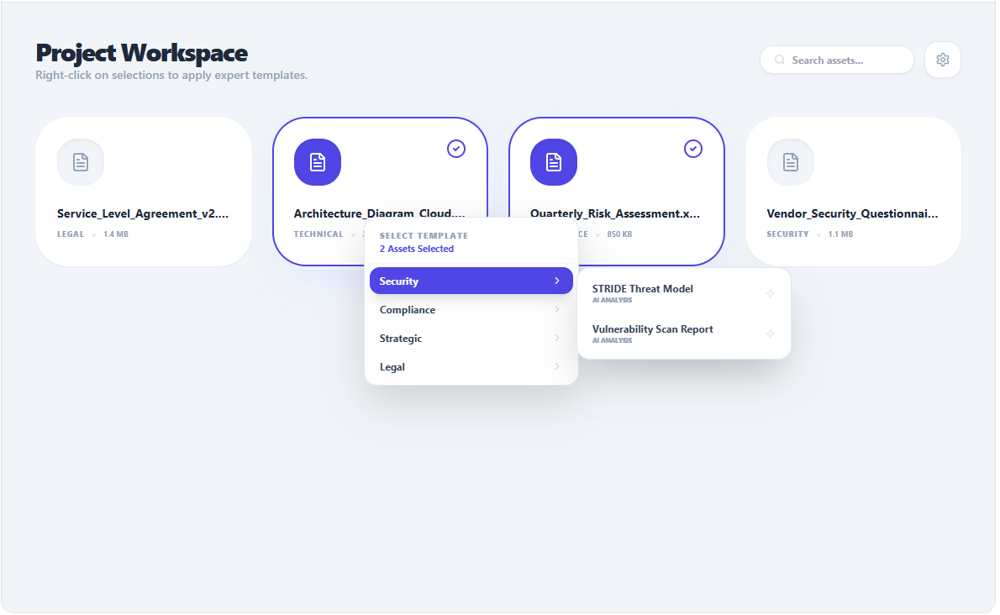 Project Workspace
Right-click on selections to apply expert templates.
Search assets...
Service_Level_Agreement_v2....
LEGAL • 1.4 MB
Architecture_Diagram_Cloud....
TECHNICAL •
Quarterly_Risk_Assessment.x...
CE • 850 KB
Vendor_Security_Questionnai...
SECURITY • 1.1 MB
SELECT TEMPLATE
2 Assets Selected
Security
Compliance
Strategic
Legal
STRIDE Threat Model
AI ANALYSIS
Vulnerability Scan Report
AI ANALYSIS